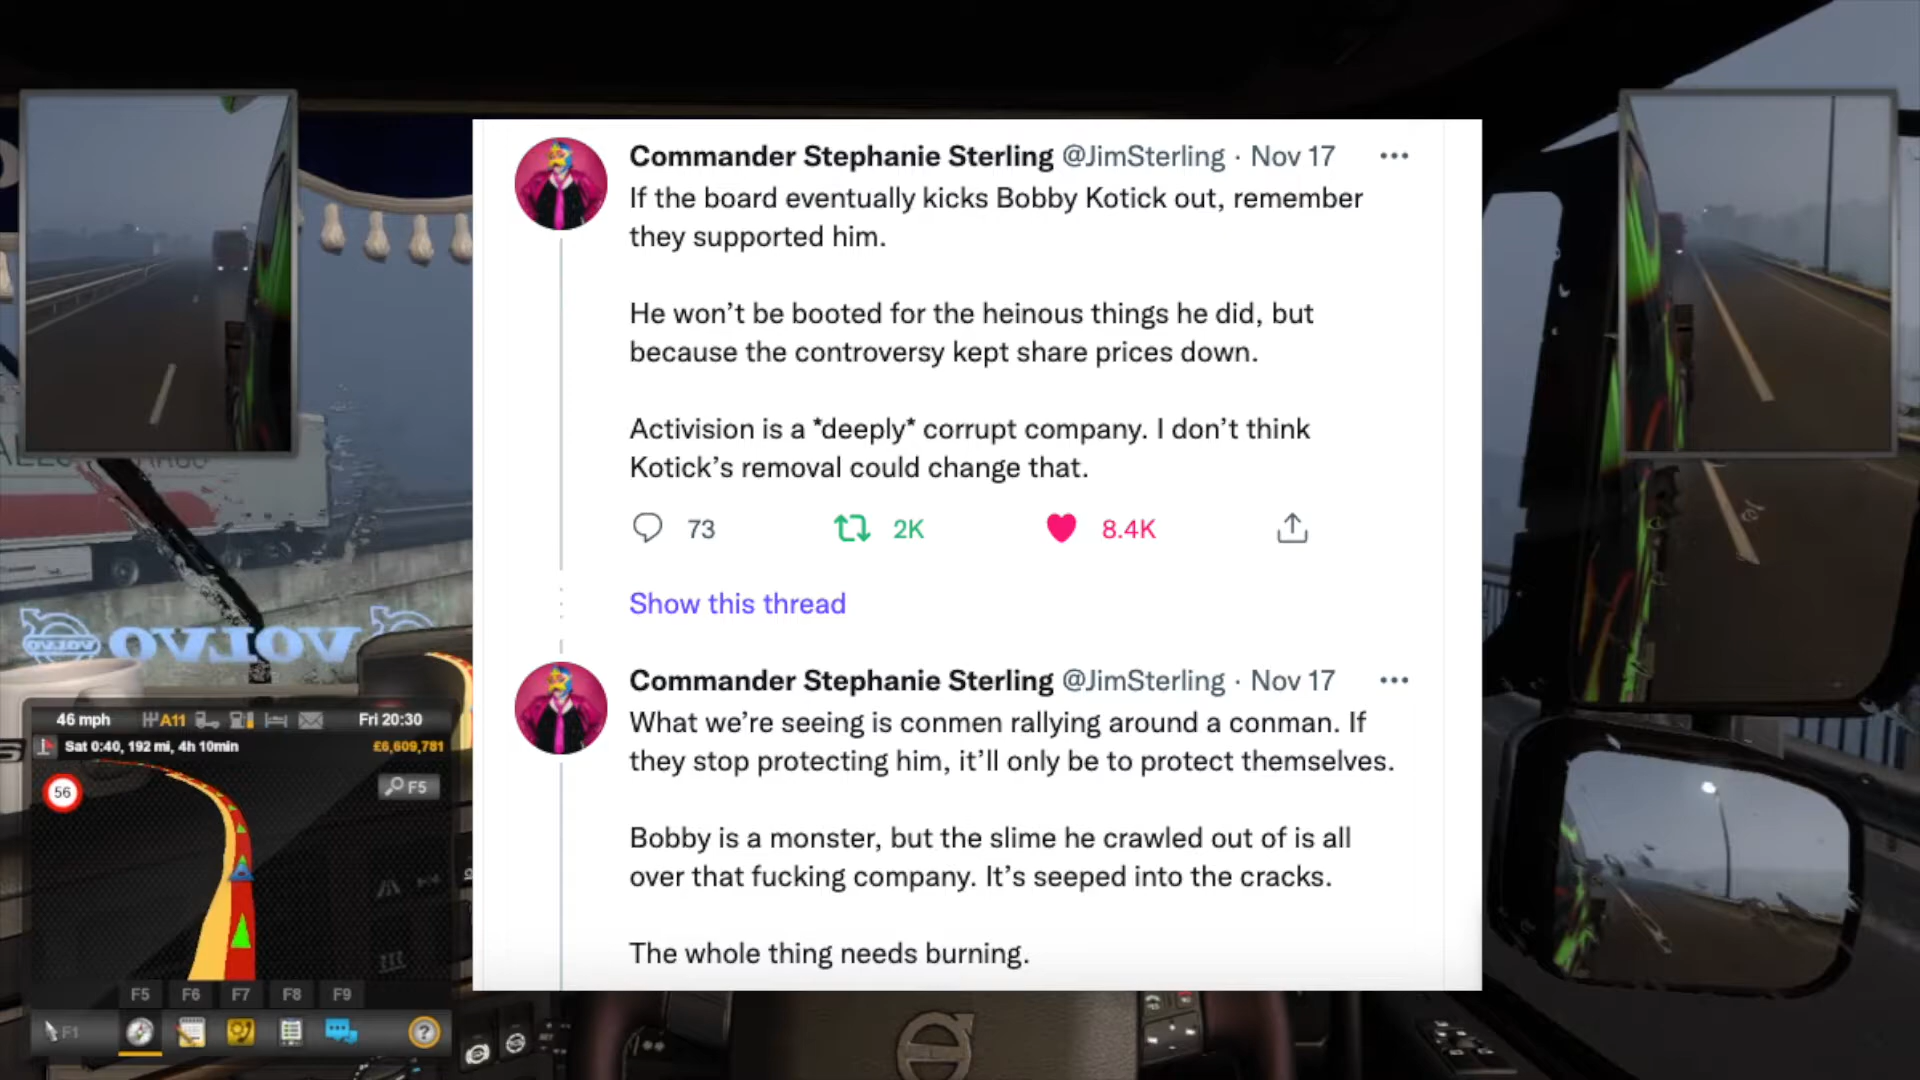 Commander Stephanie Sterling @JimSterling · Nov 17
If the board eventually kicks Bobby Kotick out, remember
they supported him.
He won’t be booted for the heinous things he did, but
because the controversy kept share prices down.
Activision is a *deeply* corrupt company. I don’t think
Kotick’s removal could change that.
73
2K
8.4K
Show this thread
Commander Stephanie Sterling @JimSterling · Nov 17
What we’re seeing is conmen rallying around a conman. If
they stop protecting him, it’ll only be to protect themselves.
Bobby is a monster, but the slime he crawled out of is all
over that fucking company. It’s seeped into the cracks.
The whole thing needs burning.
VOLVO
VOLVO
46 mph
A11
Fri 20:30
Sat 0:40, 192 mi, 4h 10min
£6,609,781
56
F5
F5
F6
F7
F8
F9
F1
?